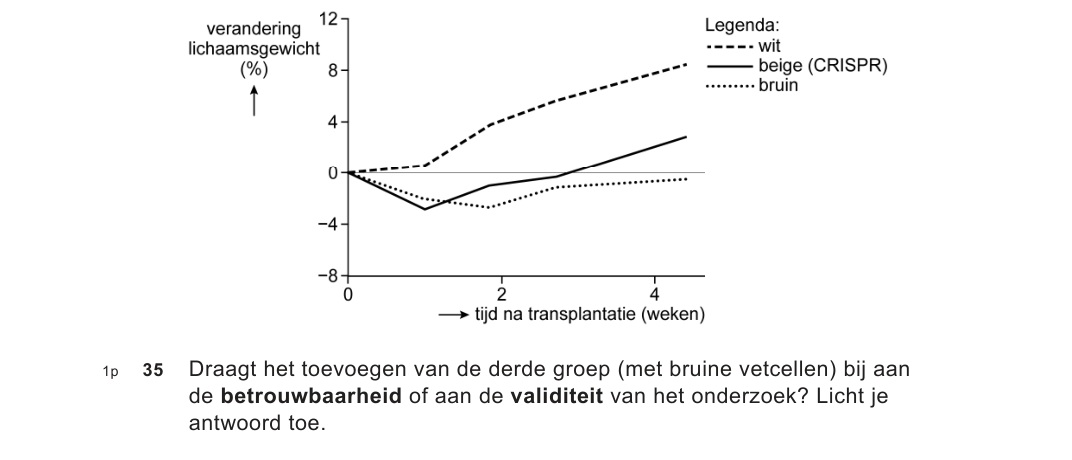 verandering
lichaamsgewicht
(%)
12
8
4
0
−4
−8
0
2
4
tijd na transplantatie (weken)
Legenda:
wit
beige (CRISPR)
bruin
1p 35 Draagt het toevoegen van de derde groep (met bruine vetcellen) bij aan
de betrouwbaarheid of aan de validiteit van het onderzoek? Licht je
antwoord toe.